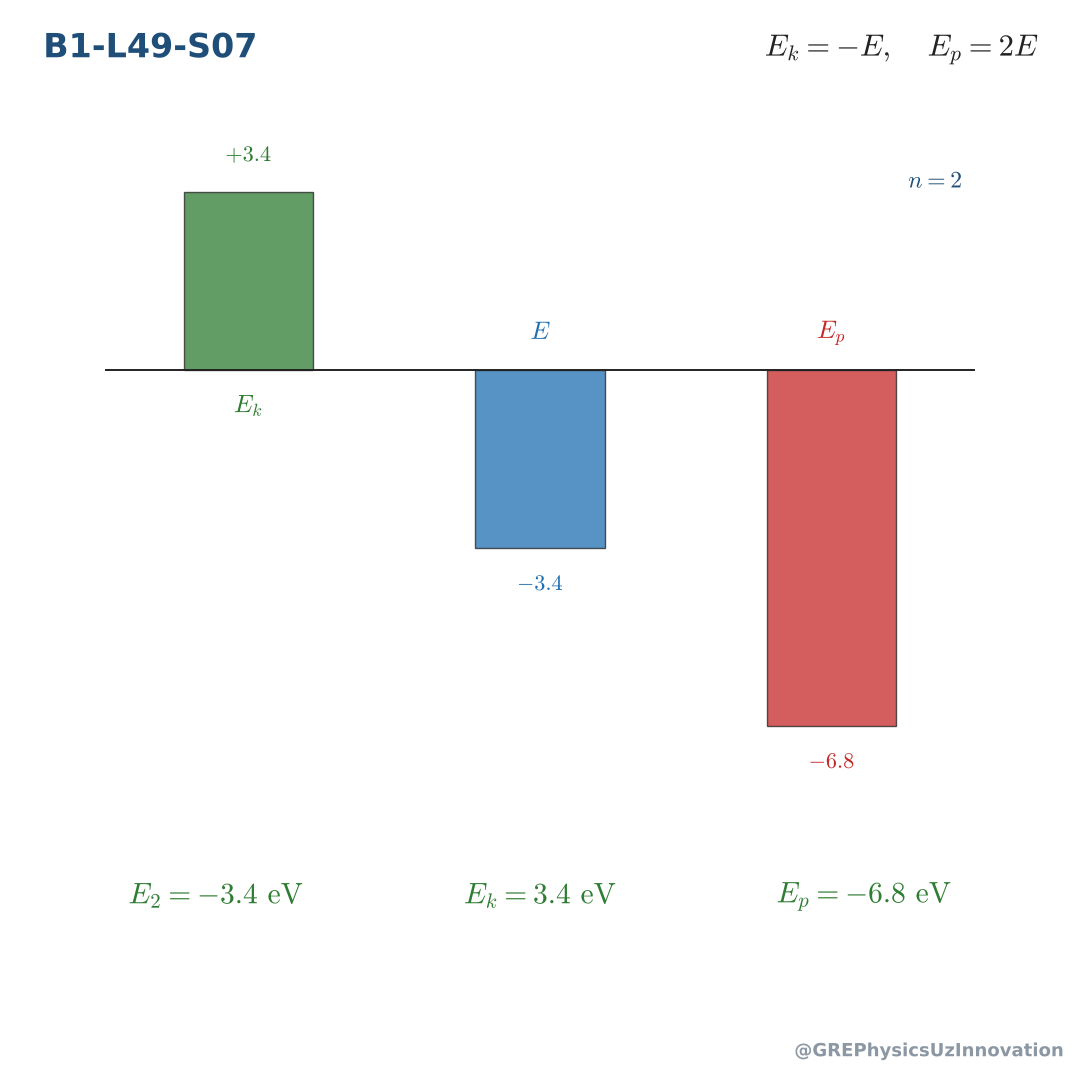 B1-L49-S07
E_k = −E, E_p = 2E
+3.4
n = 2
E
E_p
E_k
−3.4
−6.8
E_2 = −3.4 eV
E_k = 3.4 eV
E_p = −6.8 eV
@GREPhysicsUzInnovation